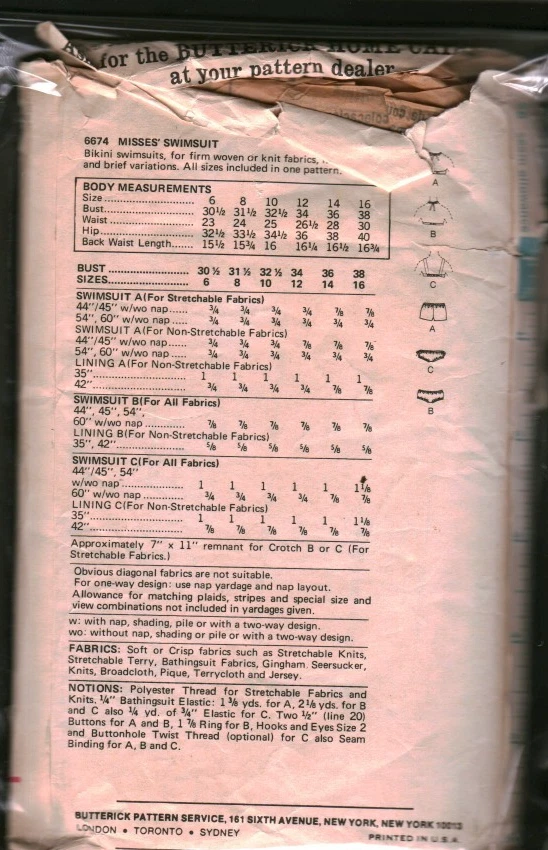 for the BUTTERICK HOME
at your pattern dealer
6674 MISSES' SWIMSUIT
Bikini swimsuits, for firm woven or knit fabrics,
and brief variations. All sizes included in one pattern.
BODY MEASUREMENTS
Size 6 8 10 12 14 16
Bust 30½ 31½ 32½ 34 36 38
Waist 23 24 25 26½ 28 30
Hip 32½ 33½ 34½ 36 38 40
Back Waist Length 15½ 15¾ 16 16¼ 16½ 16¾
BUST 30 ½ 31 ½ 32 ½ 34 36 38
SIZES 6 8 10 12 14 16
SWIMSUIT A(For Stretchable Fabrics)
44"/45" w/wo nap ¾ ¾ ¾ ¾ ⅞ ⅞
54", 60" w/wo nap ¾ ¾ ¾ ¾ ¾ ¾
SWIMSUIT A(For Non-Stretchable Fabric)
44"/45" w/wo nap ¾ ¾ ¾ ⅞ ⅞ ⅞
54", 60" w/wo nap ¾ ¾ ¾ ¾ ¾ ¾
LINING A(For Non-Stretchable Fabric)
35" 1 1 1 1 1 1
42" ¾ ¾ ¾ ¾ ⅞ ⅞
SWIMSUIT B(For All Fabrics)
44", 45", 54",
60" w/wo nap ⅞ ⅞ ⅞ ⅞ ⅞ ⅞
LINING B(For Non-Stretchable Fabric)
35", 42" ⅝ ⅝ ⅝ ⅝ ⅝ ⅝
SWIMSUIT C(For All Fabrics)
44"/45", 54"
w/wo nap 1 1 1 1 1 1⅛
60" w/wo nap ¾ ¾ ¾ ¾ ⅞ ⅞
LINING C(For Non-Stretchable Fabric)
35" 1 1 1 1 1 1⅛
42" ⅞ ⅞ ⅞ ⅞ ⅞ ⅞
Approximately 7" x 11" remnant for Crotch B or C (For
Stretchable Fabrics.)
Obvious diagonal fabrics are not suitable.
For one-way design: use nap yardage and nap layout.
Allowance for matching plaids, stripes and special size and
view combinations not included in yardages given.
w: with nap, shading, pile or with a two-way design.
wo: without nap, shading or pile or with a two-way design.
FABRICS: Soft or Crisp fabrics such as Stretchable Knits,
Stretchable Terry, Bathingsuit Fabrics, Gingham, Seersucker,
Knits, Broadcloth, Pique, Terrycloth and Jersey.
NOTIONS: Polyester Thread for Stretchable Fabrics and
Knits, ¼" Bathingsuit Elastic: 1 ⅜ yds. for A, 2⅛ yds. for B
and C also ¼ yd. of ¾" Elastic for C. Two ½" (line 20)
Buttons for A and B, 1 ⅞ Ring for B, Hooks and Eyes Size 2
and Buttonhole Twist Thread (optional) for C also Seam
Binding for A, B and C.
BUTTERICK PATTERN SERVICE, 161 SIXTH AVENUE, NEW YORK, NEW YORK 10013
LONDON • TORONTO • SYDNEY
PRINTED IN U.S.A.
A
B
C
A
C
B